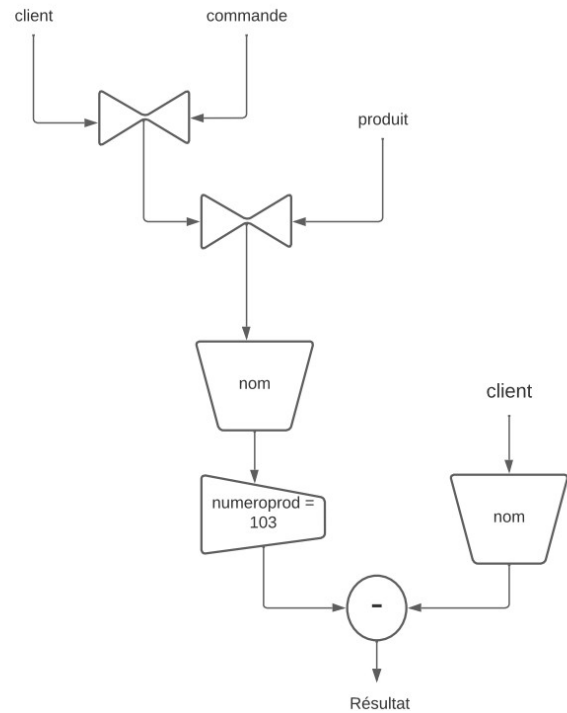 client
commande
produit
nom
client
numeroprod =
103
nom
-
Résultat